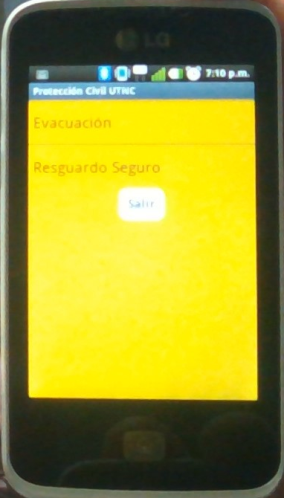 LG
7:10 p.m.
Protección Civil UTNC
Evacuación
Resguardo Seguro
Salir